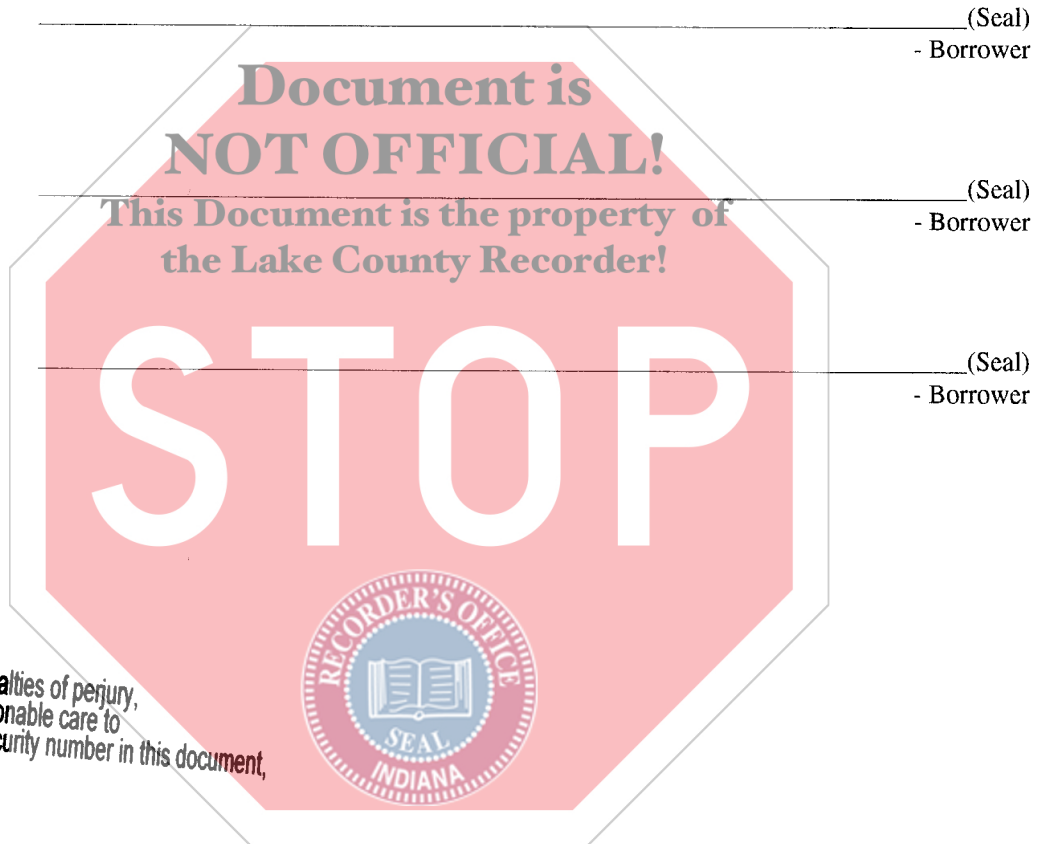 (Seal)
- Borrower
Document is
NOT OFFICIAL!
(Seal)
This Document is the property of
- Borrower
the Lake County Recorder!
STOP
(Seal)
- Borrower
RECORDER'S OFFICE
SEAL
INDIANA
alties of perjury,
onable care to
curity number in this document,